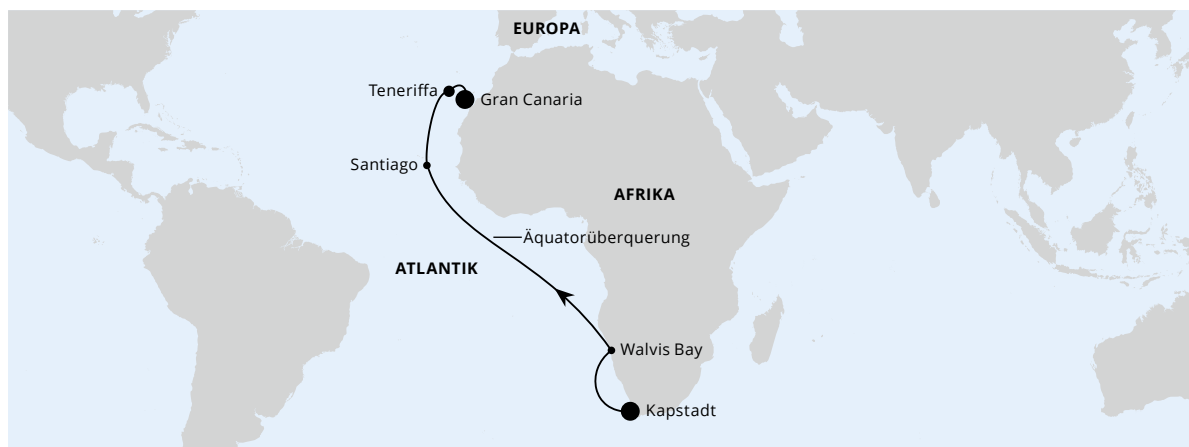 EUROPA
Teneriffa
Gran Canaria
Santiago
AFRIKA
Äquatorüberquerung
ATLANTIK
Walvis Bay
Kapstadt